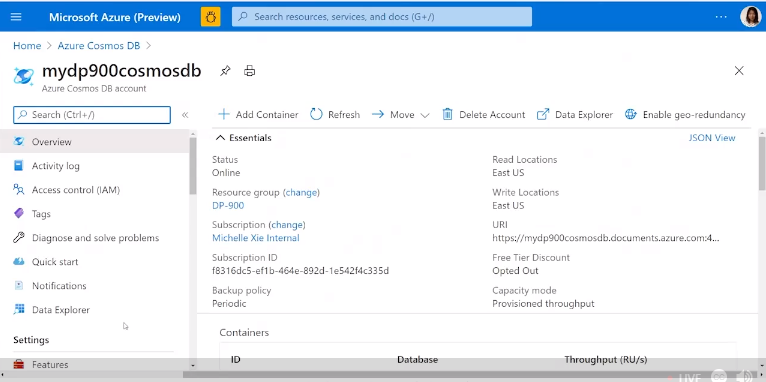 Microsoft Azure (Preview)
Search resources, services, and docs (G+/)
Home > Azure Cosmos DB >
mydp900cosmosdb
Azure Cosmos DB account
Search (Ctrl+/)
Overview
Activity log
Access control (IAM)
Tags
Diagnose and solve problems
Quick start
Notifications
Data Explorer
Settings
Features
Add Container
Refresh
Move
Delete Account
Data Explorer
Enable geo-redundancy
Essentials
JSON View
Status
Online
Resource group (change)
DP-900
Subscription (change)
Michelle Xie Internal
Subscription ID
f8316dc5-ef1b-464e-892d-1e542f4c335d
Backup policy
Periodic
Read Locations
East US
Write Locations
East US
URI
https://mydp900cosmosdb.documents.azure.com:4...
Free Tier Discount
Opted Out
Capacity mode
Provisioned throughput
Containers
ID Database Throughput (RU/s)
LIVE